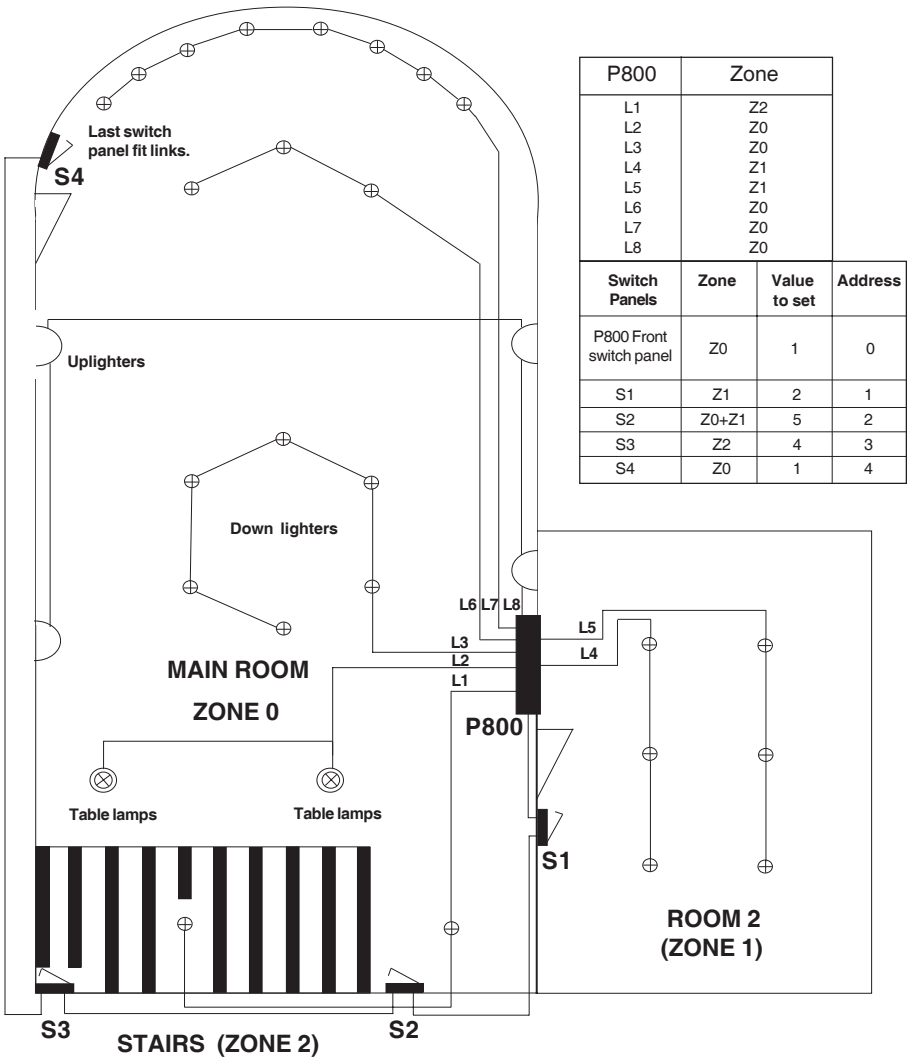 P800 Zone
L1 Z2
L2 Z0
L3 Z0
L4 Z1
L5 Z1
L6 Z0
L7 Z0
L8 Z0
Switch Panels Zone Value to set Address
P800 Front switch panel Z0 1 0
S1 Z1 2 1
S2 Z0+Z1 5 2
S3 Z2 4 3
S4 Z0 1 4
Last switch
panel fit links.
S4
Uplighters
Down lighters
L6 L7 L8
L5
L3
L4
L2
L1
MAIN ROOM
ZONE 0
P800
Table lamps
Table lamps
S1
ROOM 2
(ZONE 1)
S3
S2
STAIRS (ZONE 2)